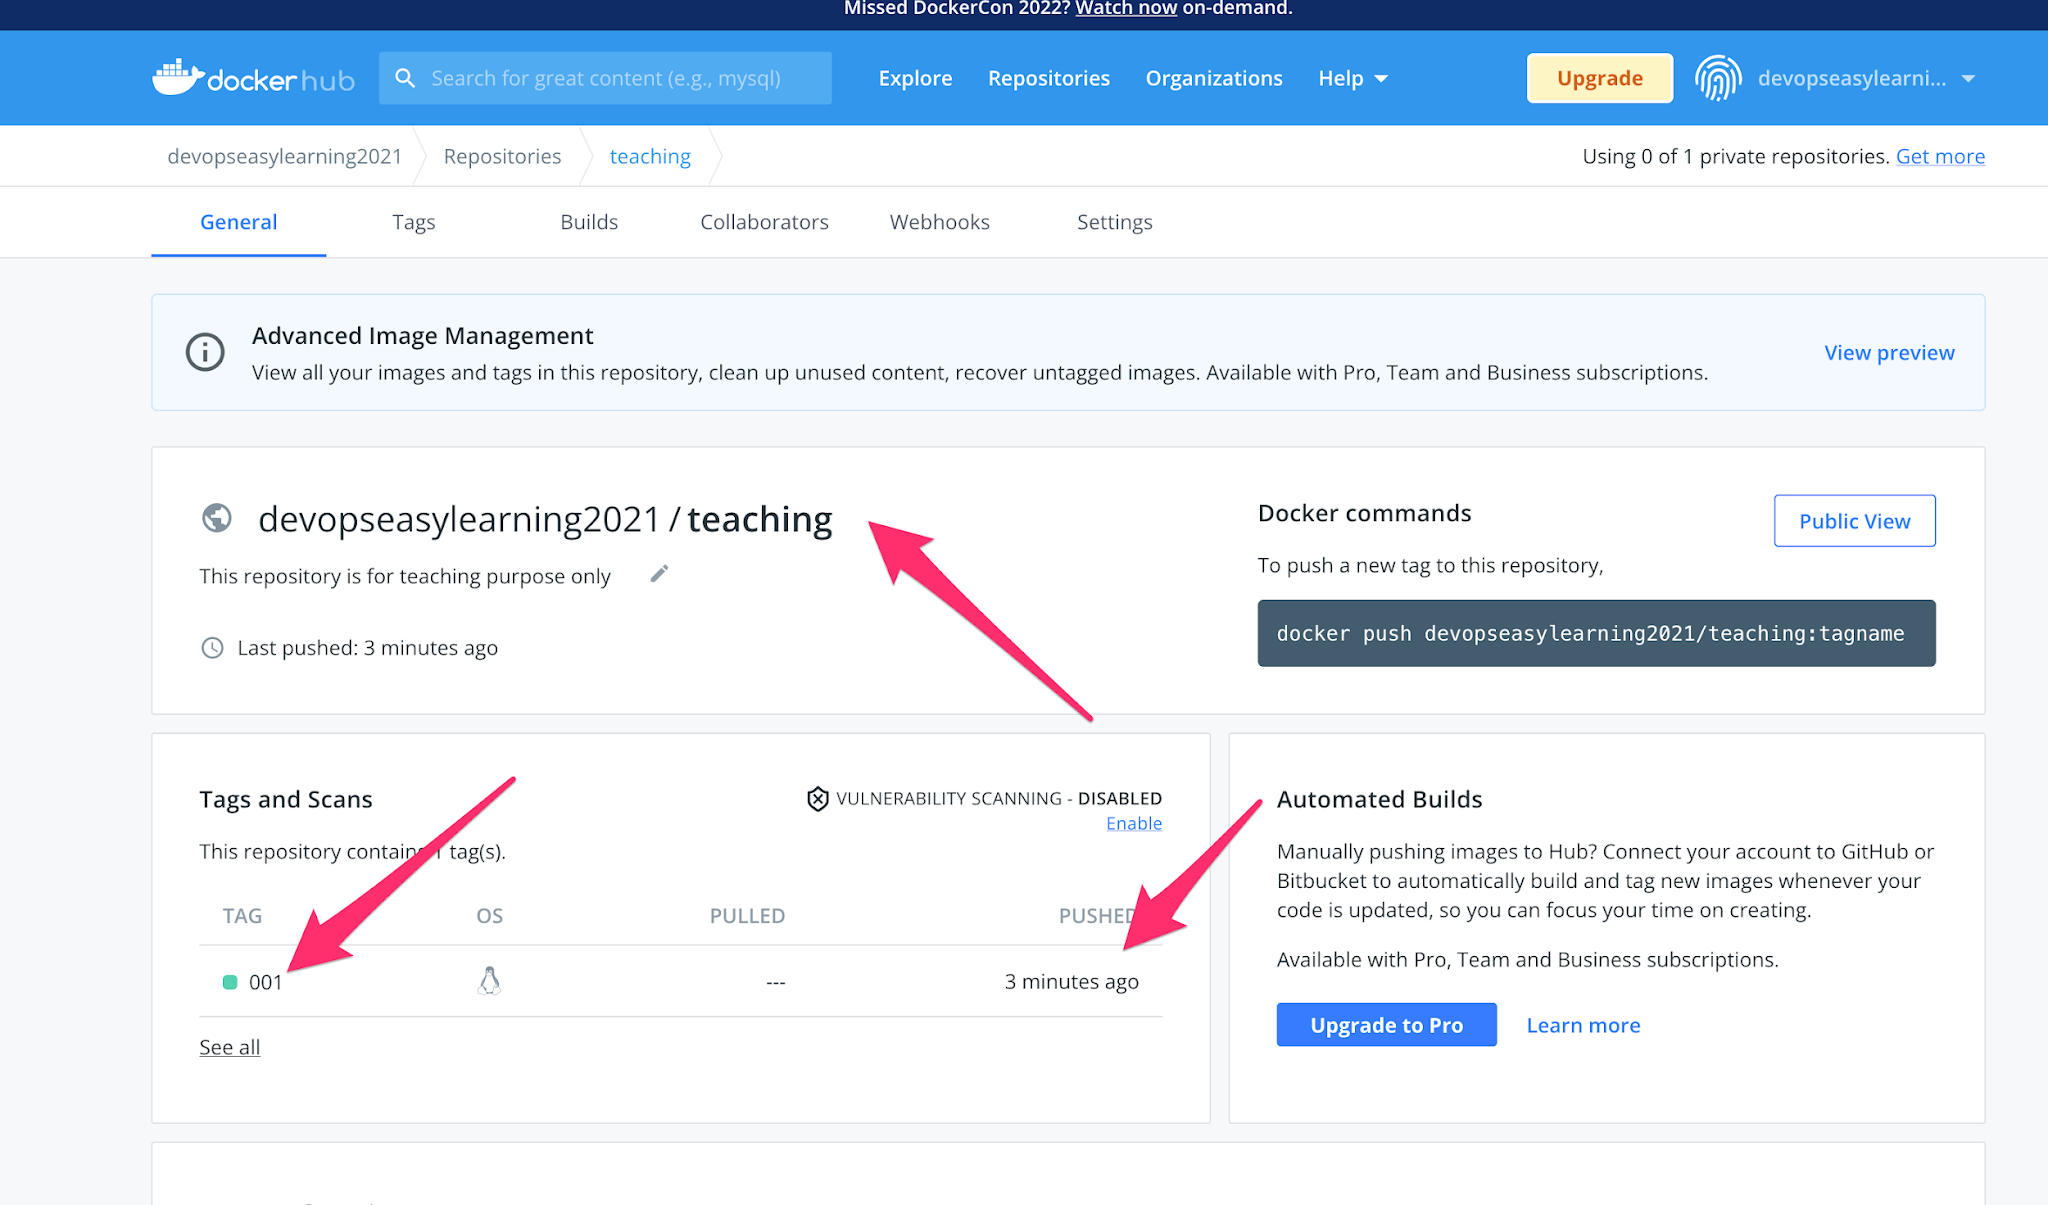 Missed DockerCon 2022? Watch now on-demand.
docker hub
Search for great content (e.g., mysql)
Explore
Repositories
Organizations
Help
Upgrade
devopseasylearni...
devopseasylearning2021
Repositories
teaching
Using 0 of 1 private repositories. Get more
General
Tags
Builds
Collaborators
Webhooks
Settings
Advanced Image Management
View all your images and tags in this repository, clean up unused content, recover untagged images. Available with Pro, Team and Business subscriptions.
View preview
devopseasylearning2021 / teaching
This repository is for teaching purpose only
Last pushed: 3 minutes ago
Docker commands
Public View
To push a new tag to this repository,
docker push devopseasylearning2021/teaching:tagname
Tags and Scans
VULNERABILITY SCANNING - DISABLED
Enable
This repository contains 1 tag(s).
TAG OS PULLED PUSHED
001 --- 3 minutes ago
See all
Automated Builds
Manually pushing images to Hub? Connect your account to GitHub or
Bitbucket to automatically build and tag new images whenever your
code is updated, so you can focus your time on creating.
Available with Pro, Team and Business subscriptions.
Upgrade to Pro
Learn more